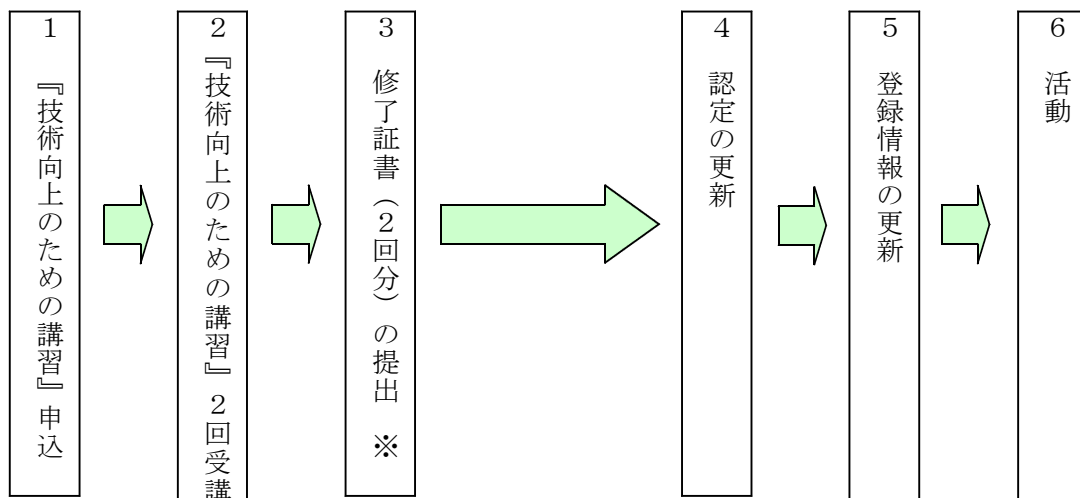 1 『技術向上のための講習』申込
2 『技術向上のための講習』2回受講
3 修了証書(2回分)の提出 ※
4 認定の更新
5 登録情報の更新
6 活動